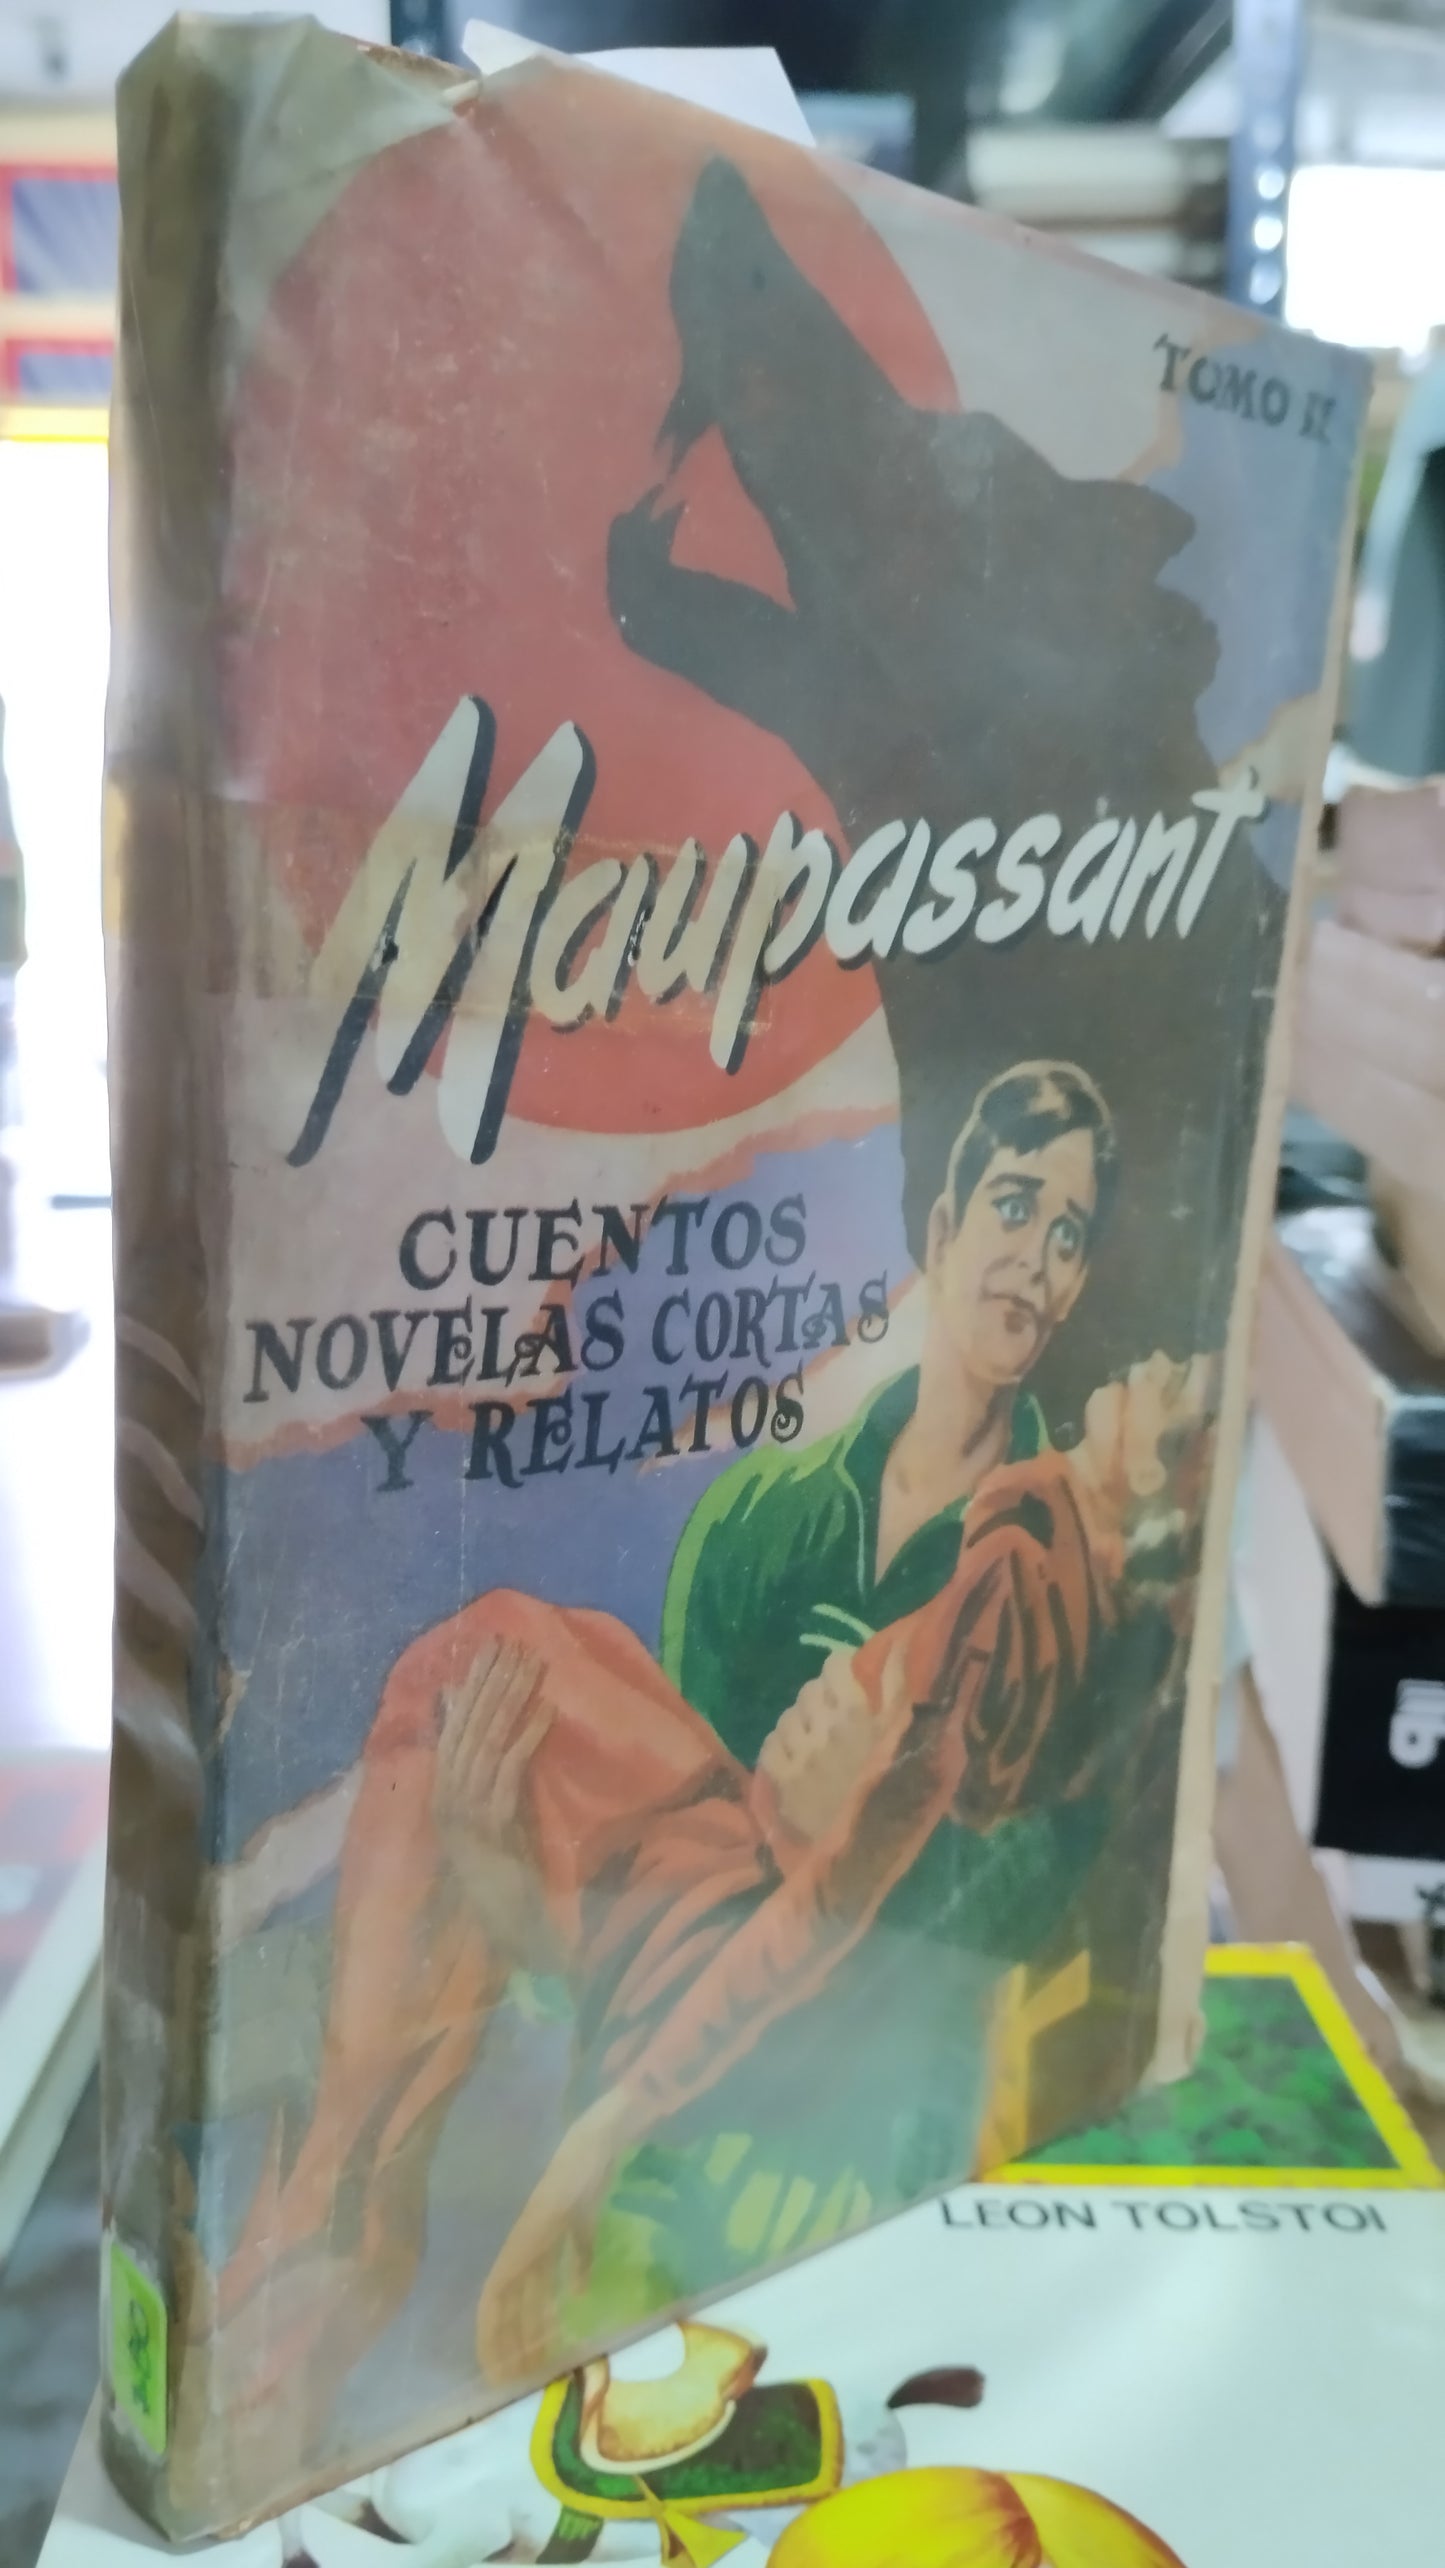 TOMO II
Maupassant
CUENTOS
NOVELAS CORTAS
Y RELATOS
LEON TOLSTOI